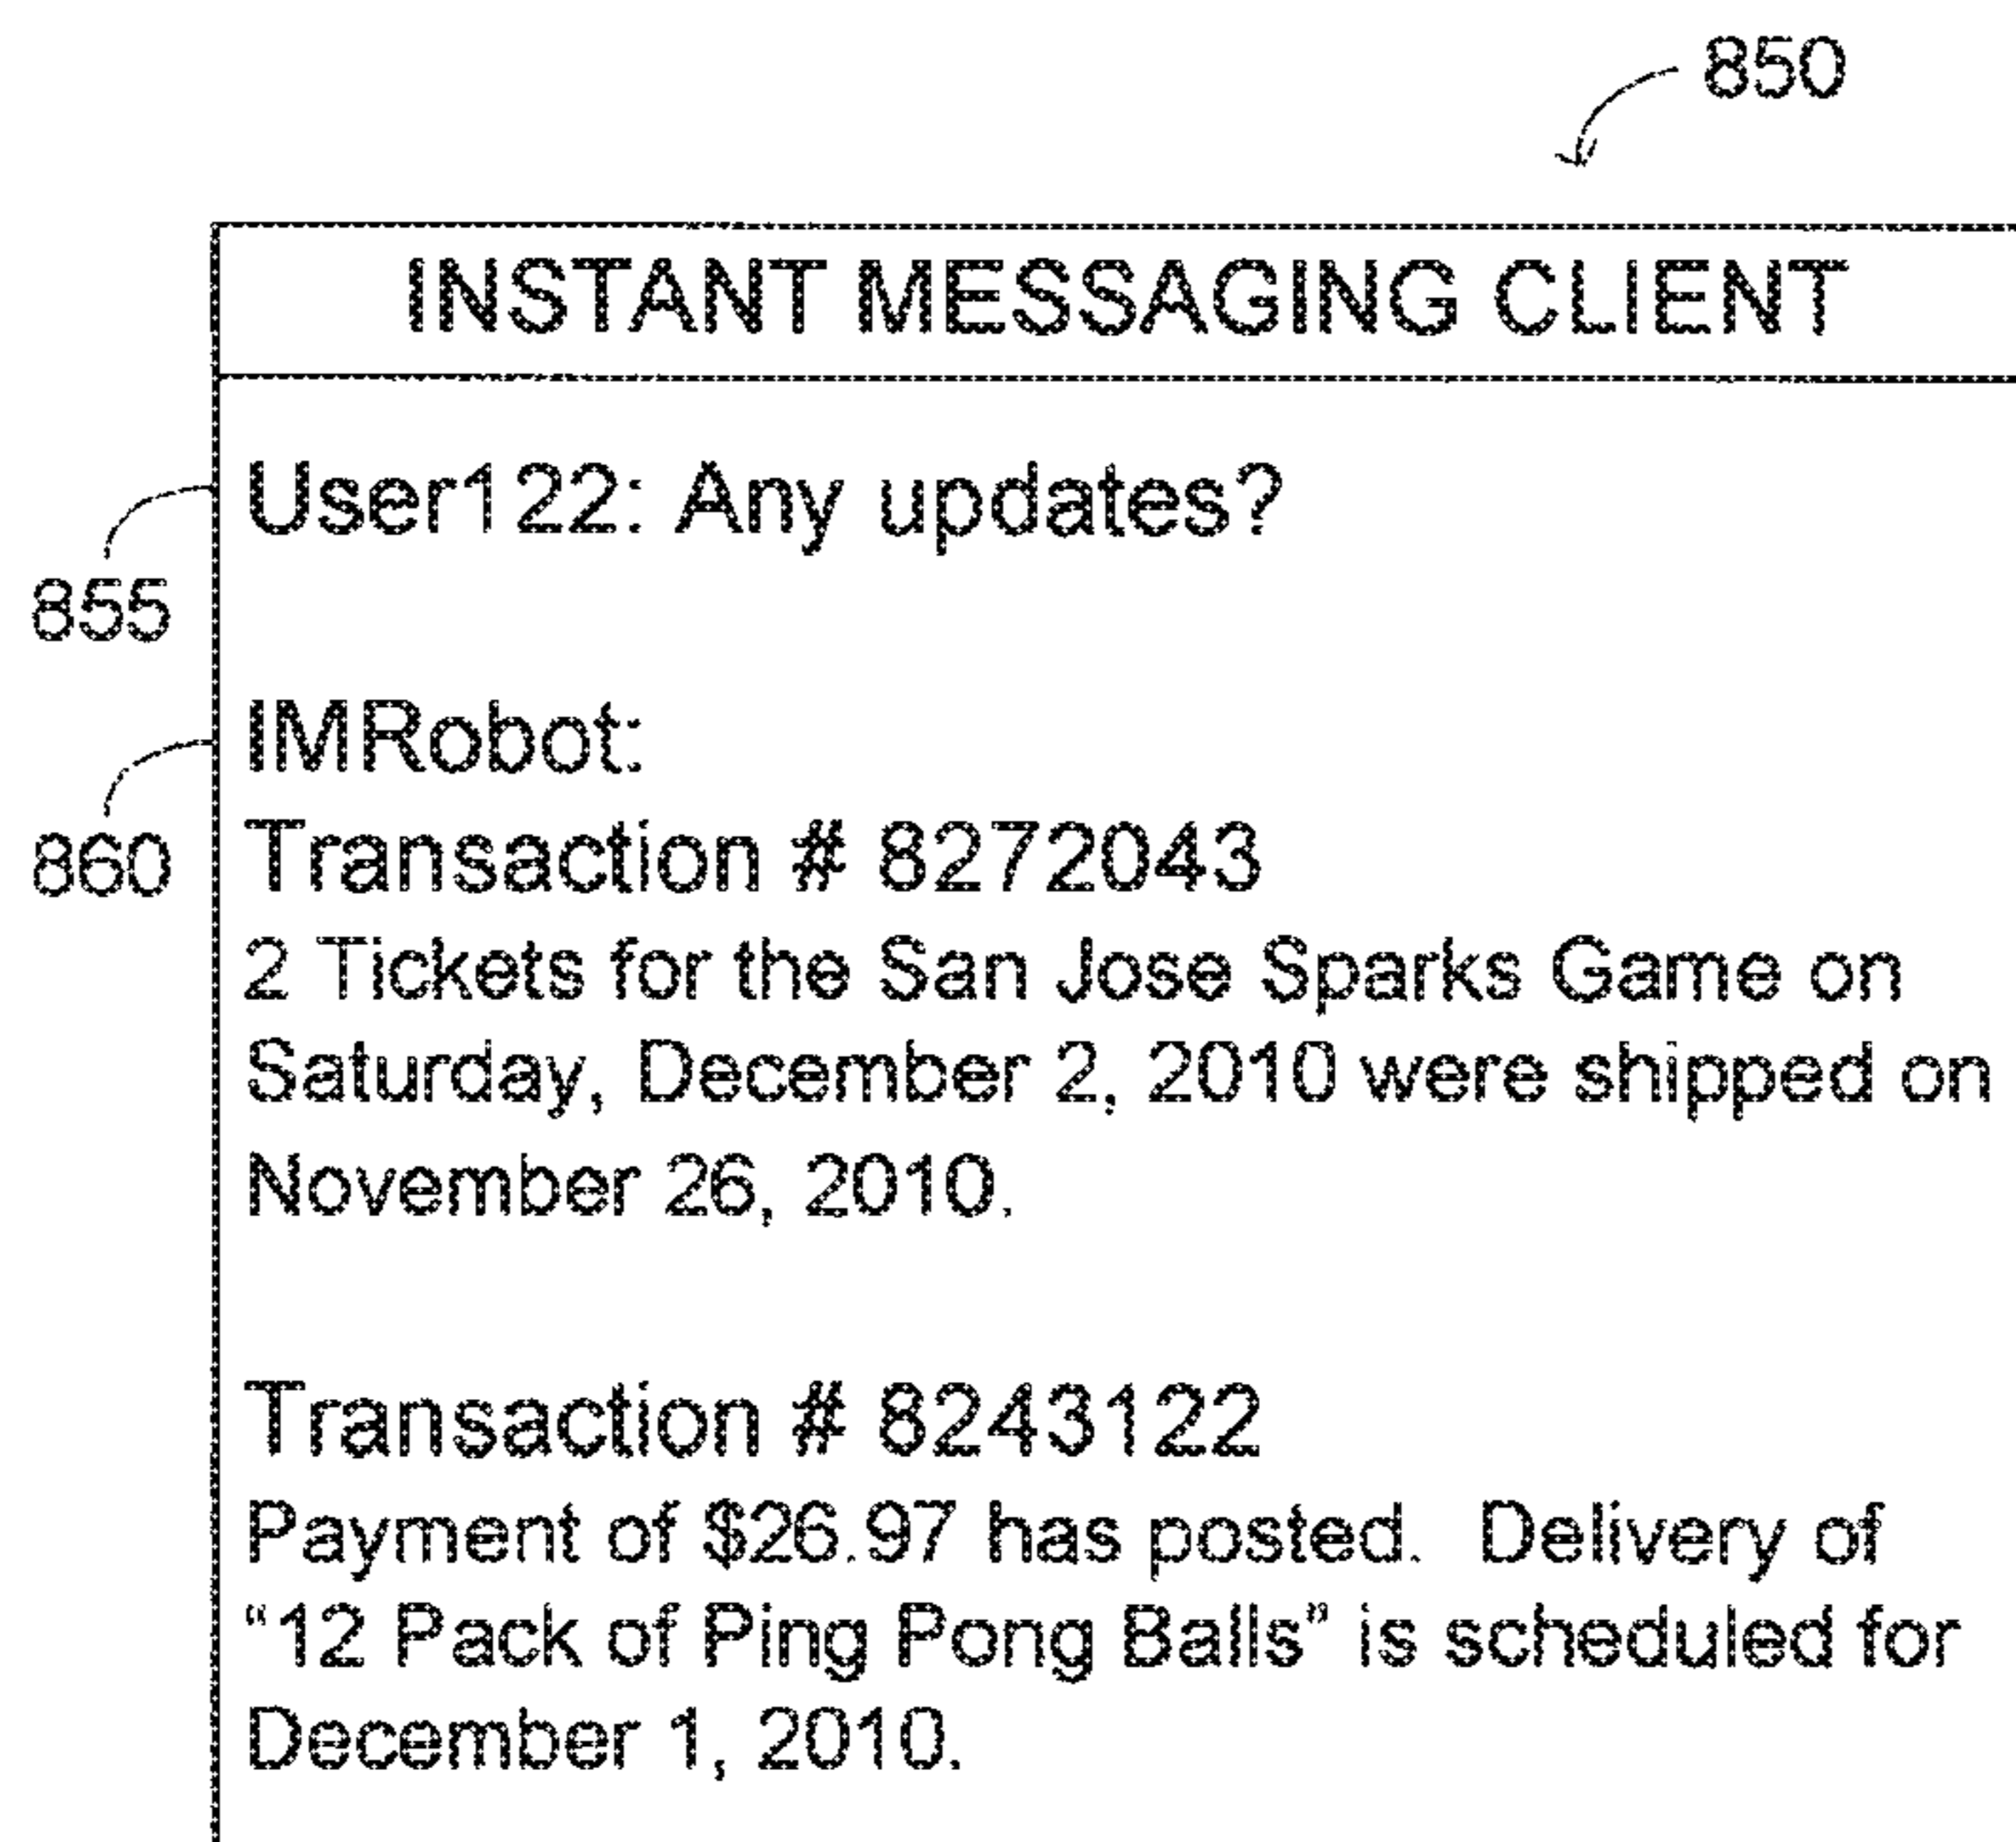 850
INSTANT MESSAGING CLIENT
User122: Any updates?
855
IMRobot:
860
Transaction # 8272043
2 Tickets for the San Jose Sparks Game on
Saturday, December 2, 2010 were shipped on
November 26, 2010.
Transaction # 8243122
Payment of $26.97 has posted. Delivery of
“12 Pack of Ping Pong Balls” is scheduled for
December 1, 2010.